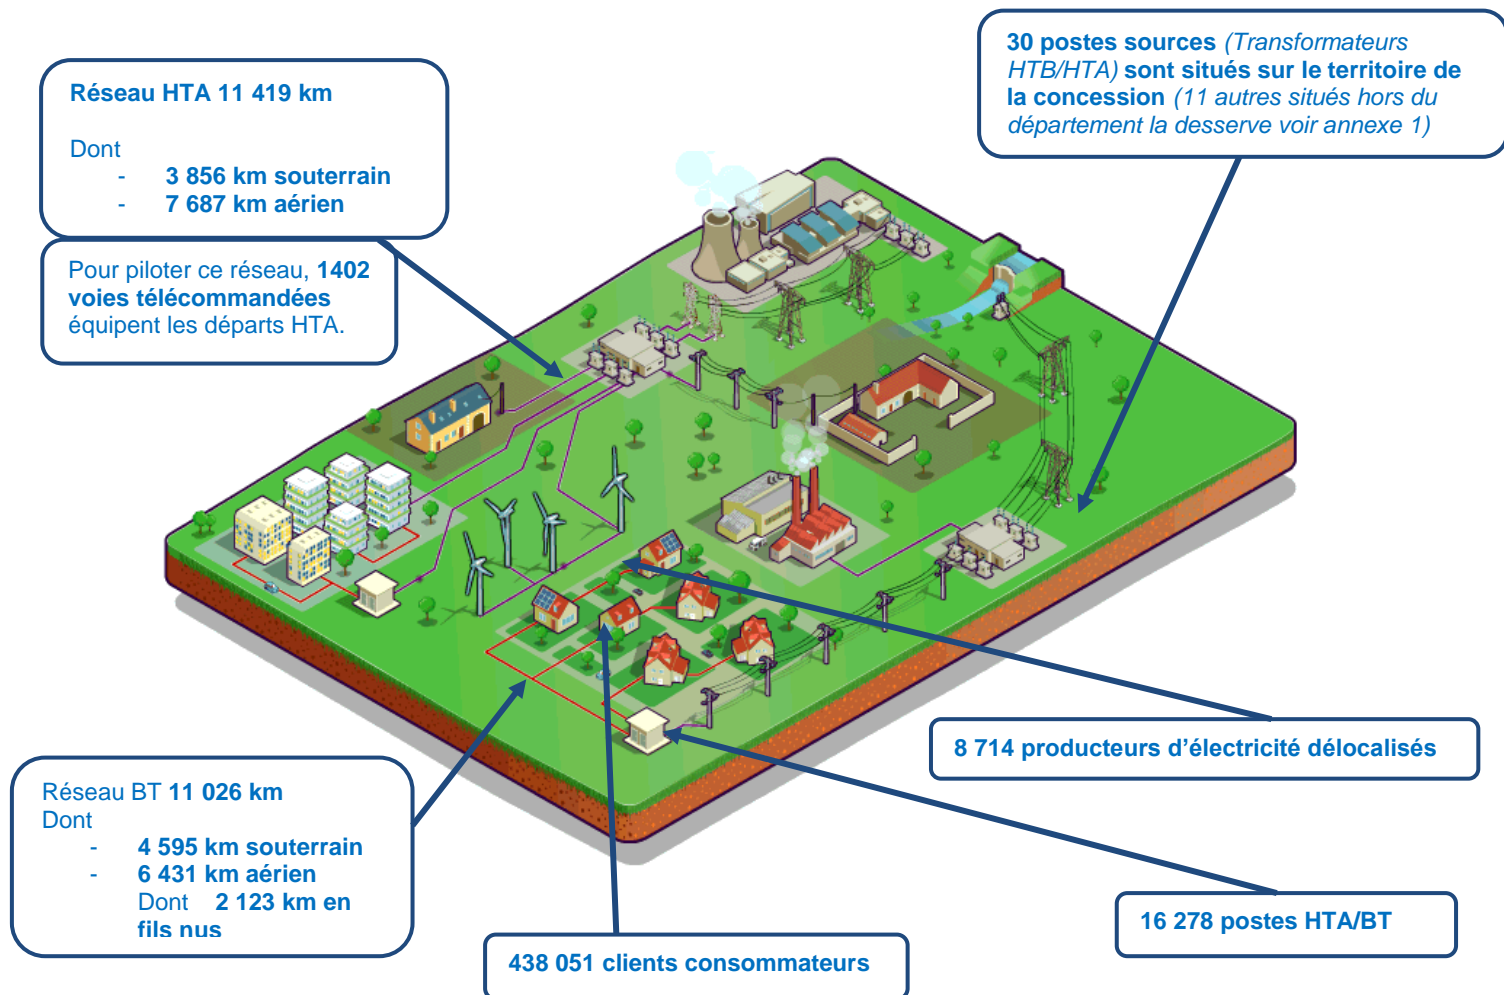 30 postes sources (Transformateurs
HTB/HTA) sont situés sur le territoire de
la concession (11 autres situés hors du
département la desserve voir annexe 1)
Réseau HTA 11 419 km
Dont
- 3 856 km souterrain
- 7 687 km aérien
Pour piloter ce réseau, 1402
voies télécommandées
équipent les départs HTA.
8 714 producteurs d’électricité délocalisés
Réseau BT 11 026 km
Dont
- 4 595 km souterrain
- 6 431 km aérien
Dont 2 123 km en
fils nus
16 278 postes HTA/BT
438 051 clients consommateurs